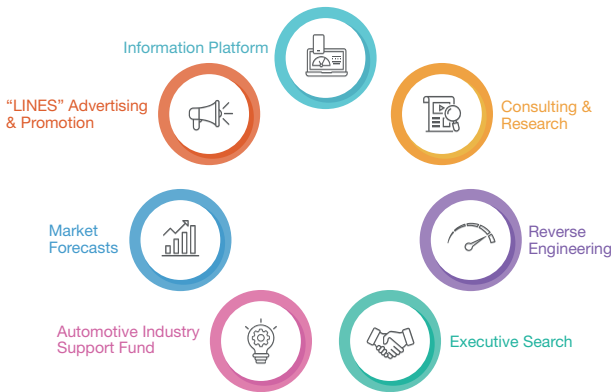 Information Platform
“LINES” Advertising
& Promotion
Consulting &
Research
Market
Forecasts
Reverse
Engineering
Automotive Industry
Support Fund
Executive Search